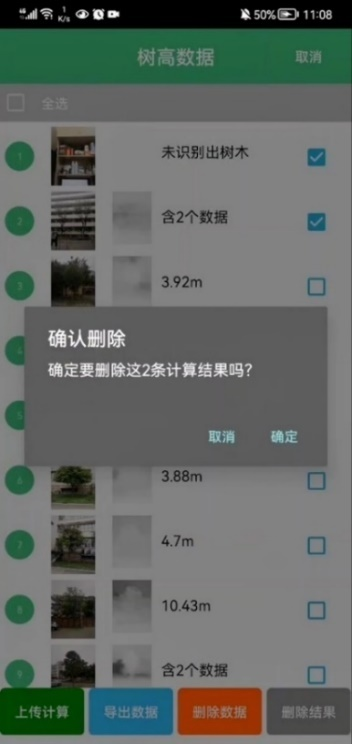 1
K/s
50%
11:08
树高数据
取消
全选
1
未识别出树木
2
含2个数据
3
3.92m
确认删除
确定要删除这2条计算结果吗?
取消
确定
6
3.88m
7
4.7m
8
10.43m
9
含2个数据
上传计算
导出数据
删除数据
删除结果